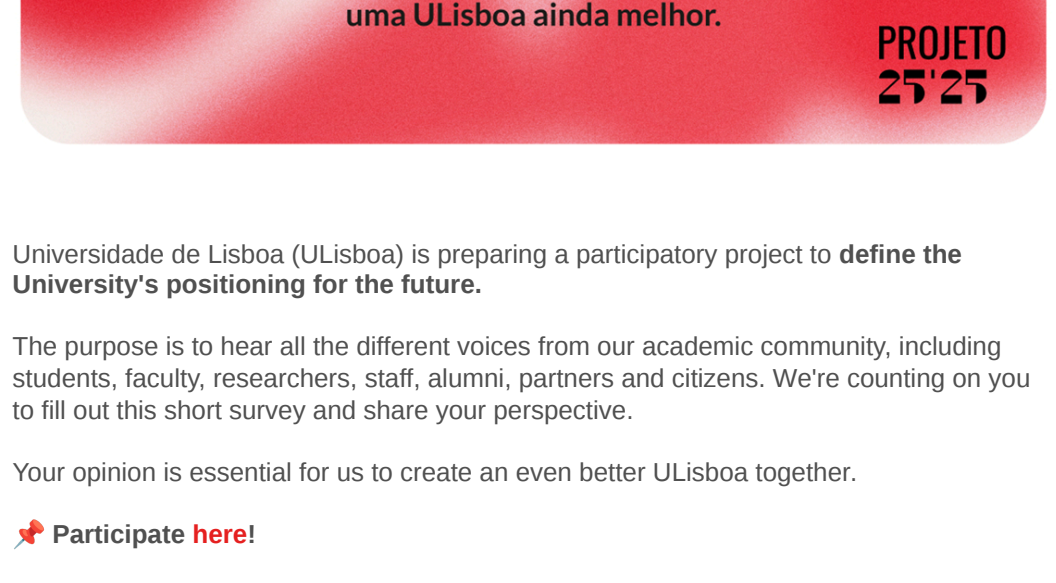 uma ULisboa ainda melhor.
PROJETO
25'25
Universidade de Lisboa (ULisboa) is preparing a participatory project to define the
University's positioning for the future.
The purpose is to hear all the different voices from our academic community, including
students, faculty, researchers, staff, alumni, partners and citizens. We're counting on you
to fill out this short survey and share your perspective.
Your opinion is essential for us to create an even better ULisboa together.
📌 Participate here!